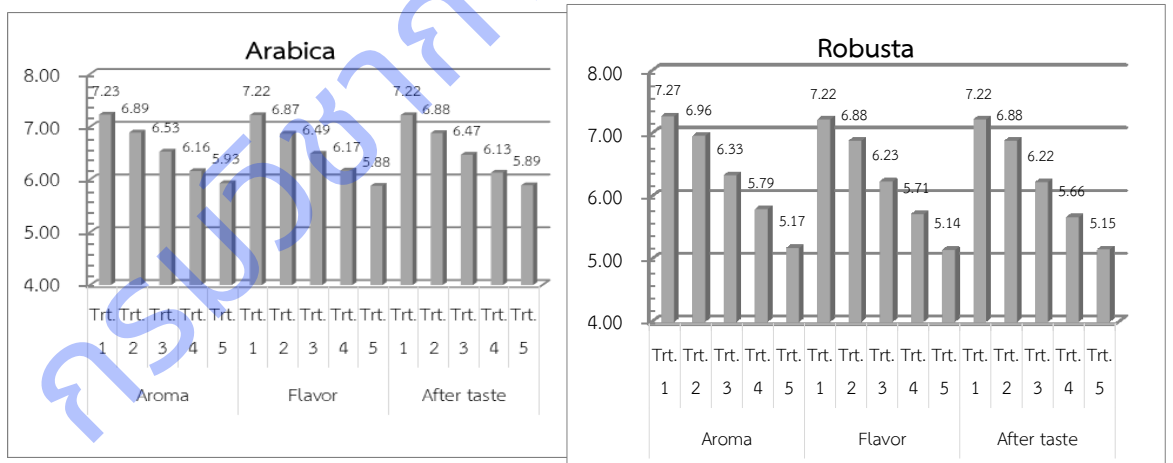 Arabica
8.00
7.00
6.00
5.00
4.00
7.23 6.89 6.53 6.16 5.93 7.22 6.87 6.49 6.17 5.88 7.22 6.88 6.47 6.13 5.89
Trt. Trt. Trt. Trt. Trt. Trt. Trt. Trt. Trt. Trt. Trt. Trt. Trt. Trt. Trt.
1 2 3 4 5 1 2 3 4 5 1 2 3 4 5
Aroma Flavor After taste
Robusta
8.00
7.00
6.00
5.00
4.00
7.27 6.96 6.33 5.79 5.17 7.22 6.88 6.23 5.71 5.14 7.22 6.88 6.22 5.66 5.15
Trt. Trt. Trt. Trt. Trt. Trt. Trt. Trt. Trt. Trt. Trt. Trt. Trt. Trt. Trt.
1 2 3 4 5 1 2 3 4 5 1 2 3 4 5
Aroma Flavor After taste
กรมวิชาก